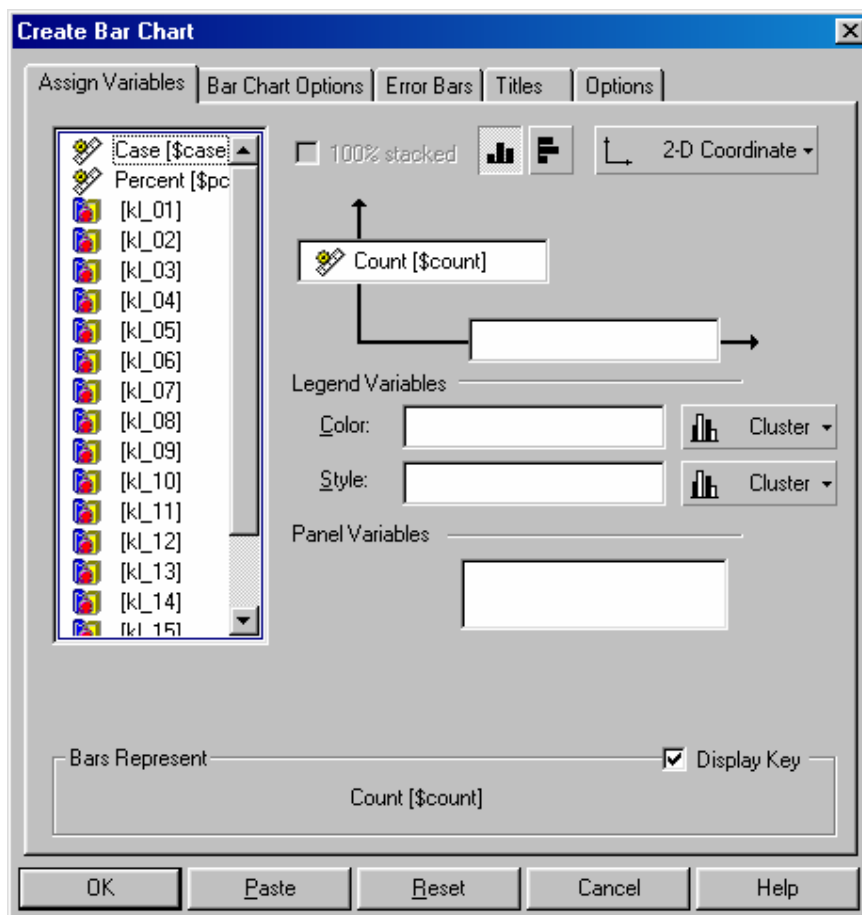 Create Bar Chart
Assign Variables Bar Chart Options Error Bars Titles Options
Case [$case
Percent [$pc
[kl_01]
[kl_02]
[kl_03]
[kl_04]
[kl_05]
[kl_06]
[kl_07]
[kl_08]
[kl_09]
[kl_10]
[kl_11]
[kl_12]
[kl_13]
[kl_14]
[kl_15]
100% stacked
2-D Coordinate
Count [$count]
Legend Variables
Color: Cluster
Style: Cluster
Panel Variables
Bars Represent Display Key
Count [$count]
OK Paste Reset Cancel Help